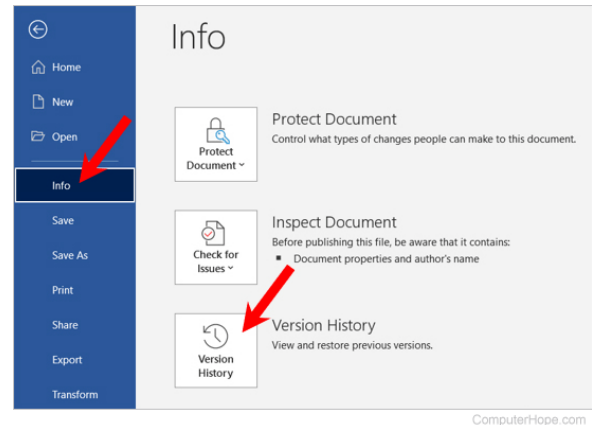 Info
Home
New
Open
Info
Save
Save As
Print
Share
Export
Transform
Protect
Document
Protect Document
Control what types of changes people can make to this document.
Check for
Issues
Inspect Document
Before publishing this file, be aware that it contains:
■ Document properties and author's name
Version
History
Version History
View and restore previous versions.
ComputerHope.com